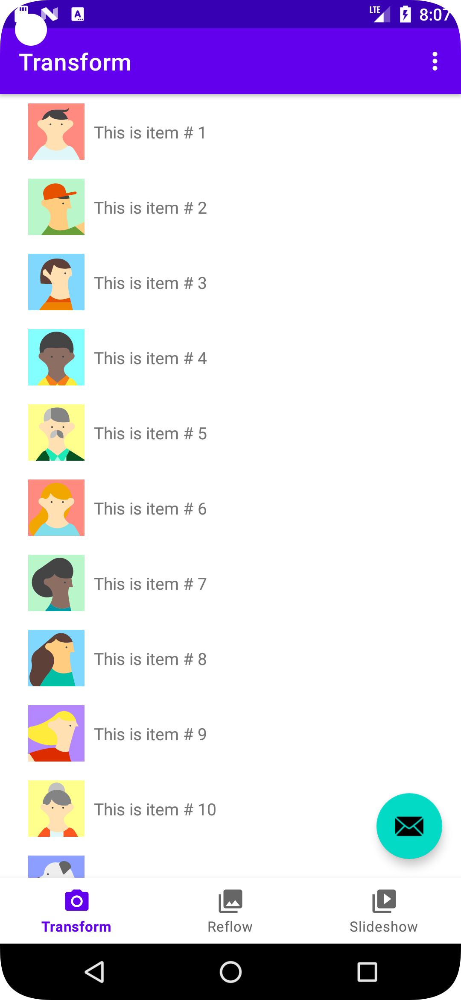 LTE 8:07
Transform
This is item # 1
This is item # 2
This is item # 3
This is item # 4
This is item # 5
This is item # 6
This is item # 7
This is item # 8
This is item # 9
This is item # 10
Transform Reflow Slideshow